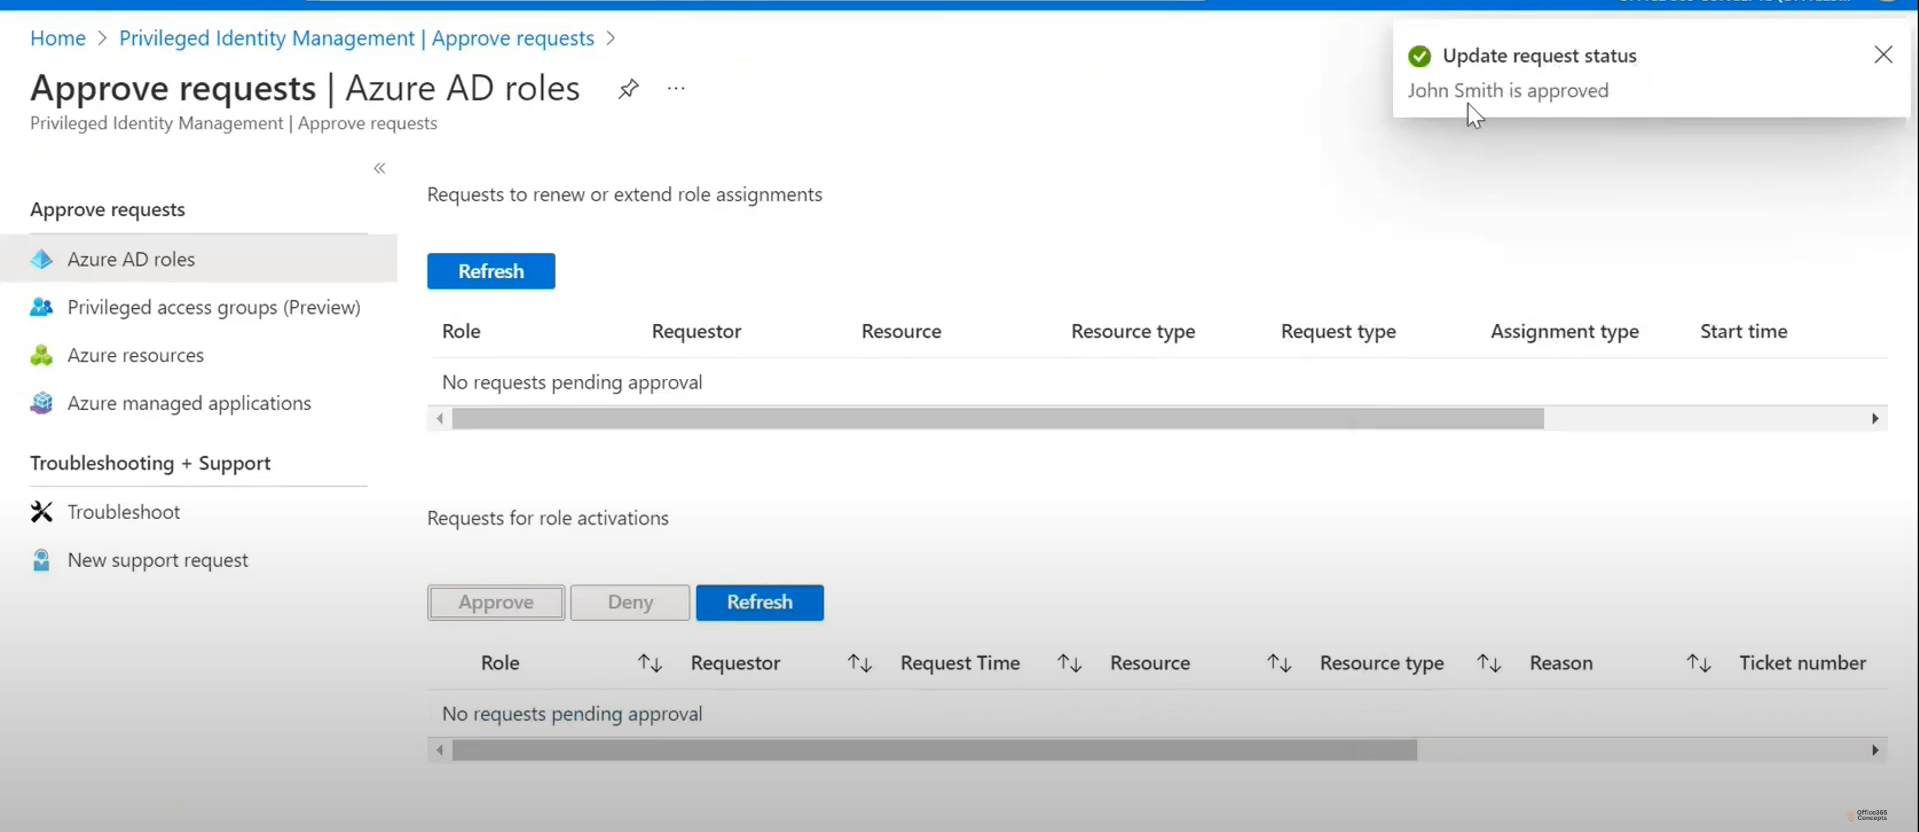 Home > Privileged Identity Management | Approve requests >
Approve requests | Azure AD roles
Privileged Identity Management | Approve requests
Update request status
John Smith is approved
Approve requests
Azure AD roles
Privileged access groups (Preview)
Azure resources
Azure managed applications
Troubleshooting + Support
Troubleshoot
New support request
Requests to renew or extend role assignments
Refresh
Role Requestor Resource Resource type Request type Assignment type Start time
No requests pending approval
Requests for role activations
Approve Deny Refresh
Role Requestor Request Time Resource Resource type Reason Ticket number
No requests pending approval
Office365
Concepts